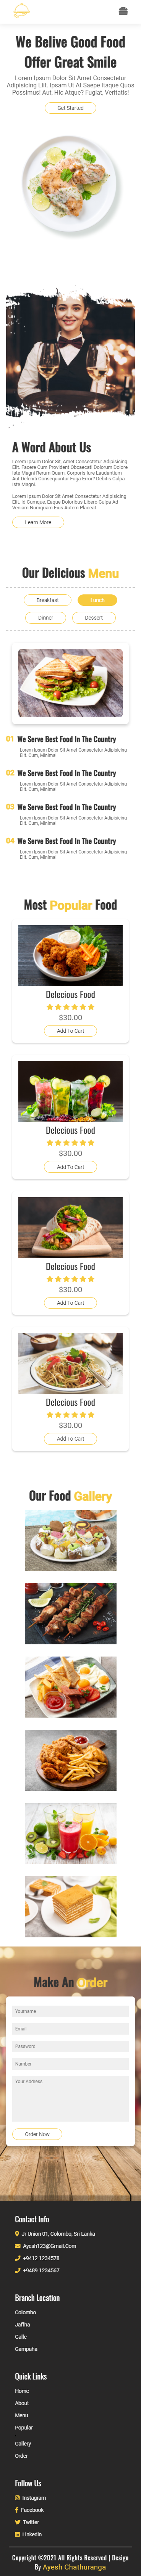 We Belive Good Food
Offer Great Smile
Lorem Ipsum Dolor Sit Amet Consectetur
Adipisicing Elit. Ipsam Ut At Saepe Itaque Quos
Possimus! Aut, Hic Atque? Fugiat, Veritatis!
Get Started
A Word About Us
Lorem Ipsum Dolor Sit, Amet Consectetur Adipisicing
Elit. Facere Cum Provident Obcaecati Dolorum Dolore
Iste Magni Rerum Quam, Corporis Iure Laudantium
Aut Deleniti Consequuntur Fuga Error? Debitis Culpa
Iste Magni.
Lorem Ipsum Dolor Sit Amet Consectetur Adipisicing
Elit. Id Cumque, Eaque Doloribus Libero Culpa Ad
Veniam Numquam Eius Autem Placeat.
Learn More
Our Delicious Menu
Breakfast
Lunch
Dinner
Dessert
01 We Serve Best Food In The Country
Lorem Ipsum Dolor Sit Amet Consectetur Adipisicing
Elit. Cum, Minima!
02 We Serve Best Food In The Country
Lorem Ipsum Dolor Sit Amet Consectetur Adipisicing
Elit. Cum, Minima!
03 We Serve Best Food In The Country
Lorem Ipsum Dolor Sit Amet Consectetur Adipisicing
Elit. Cum, Minima!
04 We Serve Best Food In The Country
Lorem Ipsum Dolor Sit Amet Consectetur Adipisicing
Elit. Cum, Minima!
Most Popular Food
Delecious Food
$30.00
Add To Cart
Delecious Food
$30.00
Add To Cart
Delecious Food
$30.00
Add To Cart
Delecious Food
$30.00
Add To Cart
Our Food Gallery
Make An Order
Yourname
Email
Password
Number
Your Address
Order Now
Contact Info
Jr Union 01, Colombo, Sri Lanka
Ayesh123@Gmail.Com
+9412 1234578
+9489 1234567
Branch Location
Colombo
Jaffna
Galle
Gampaha
Quick Links
Home
About
Menu
Popular
Gallery
Order
Follow Us
Instagram
Facebook
Twitter
Linkedin
Copyright ©2021 All Rights Reserved | Design
By Ayesh Chathuranga